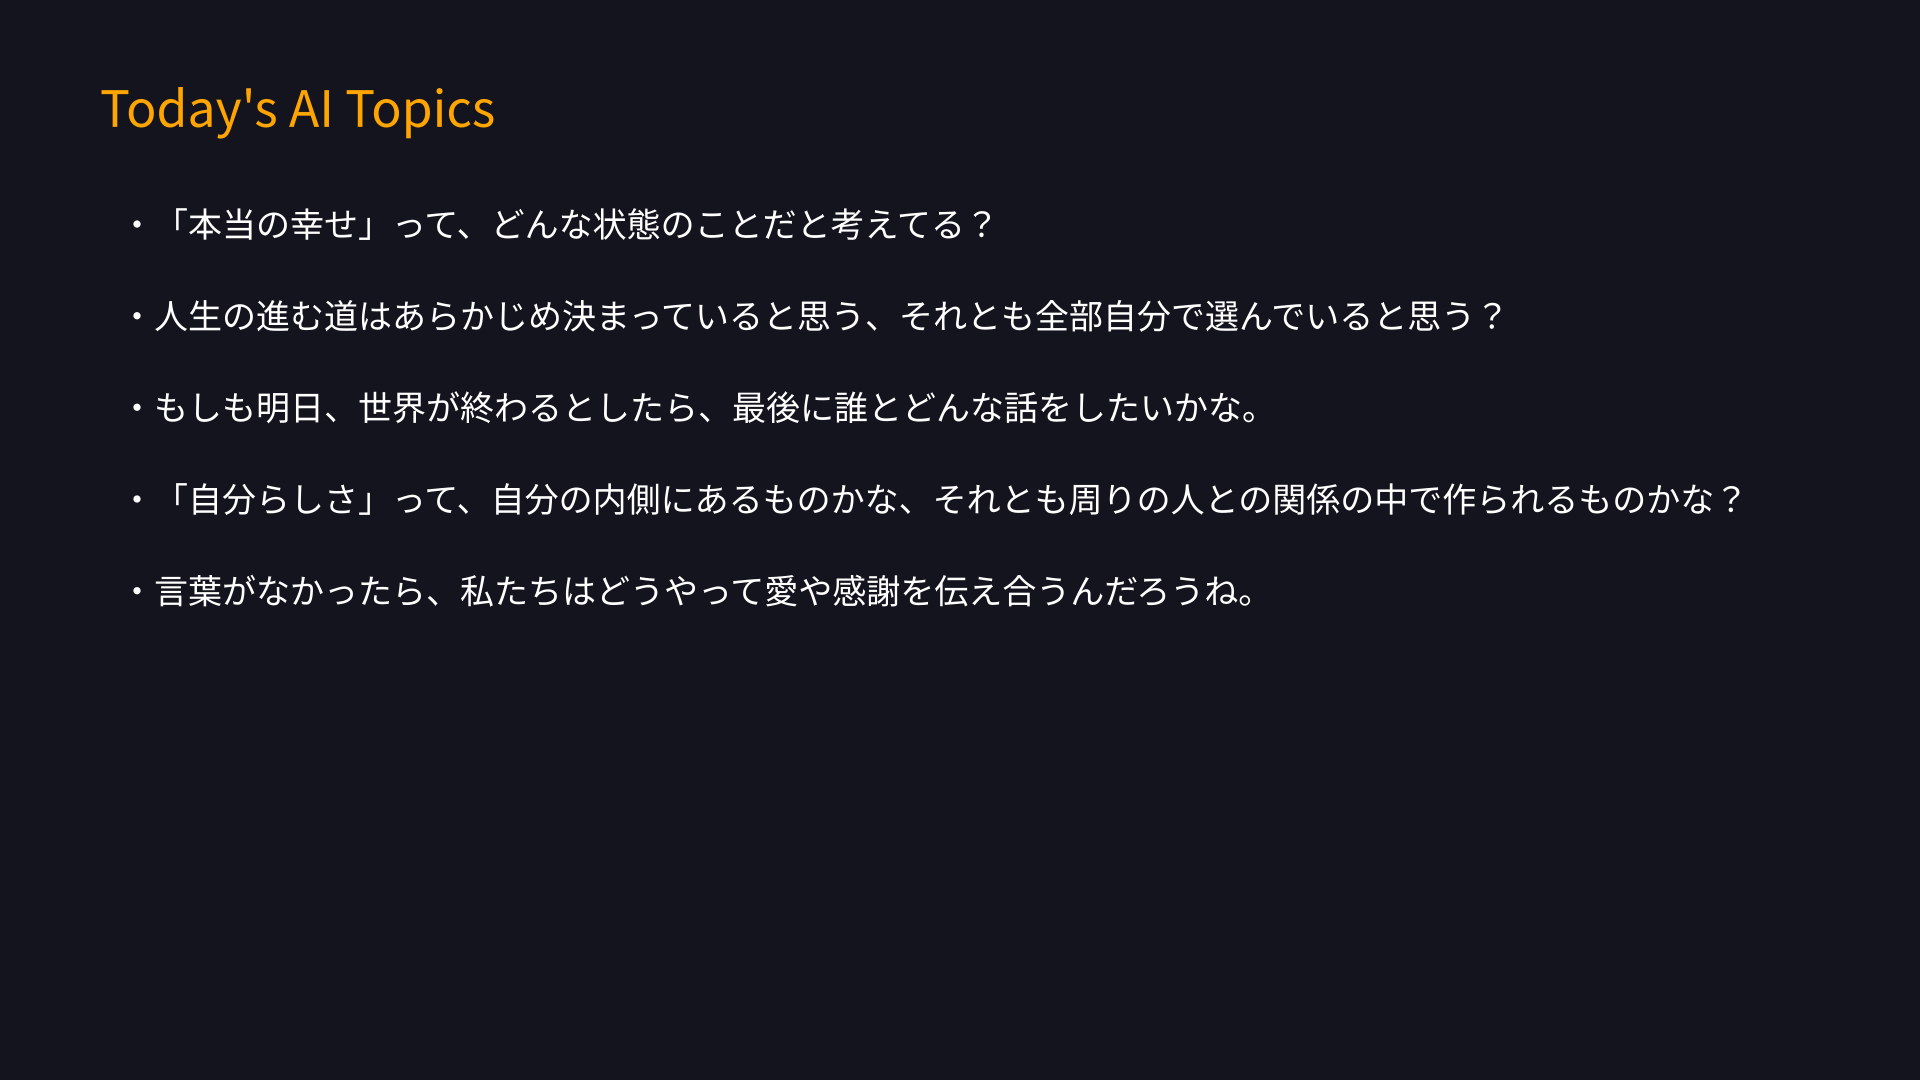 Today's AI Topics
・「本当の幸せ」って、どんな状態のことだと考えてる？
・人生の進む道はあらかじめ決まっていると思う、それとも全部自分で選んでいると思う？
・もしも明日、世界が終わるとしたら、最後に誰とどんな話をしたいかな。
・「自分らしさ」って、自分の内側にあるものかな、それとも周りの人との関係の中で作られるものかな？
・言葉がなかったら、私たちはどうやって愛や感謝を伝え合うんだろうね。